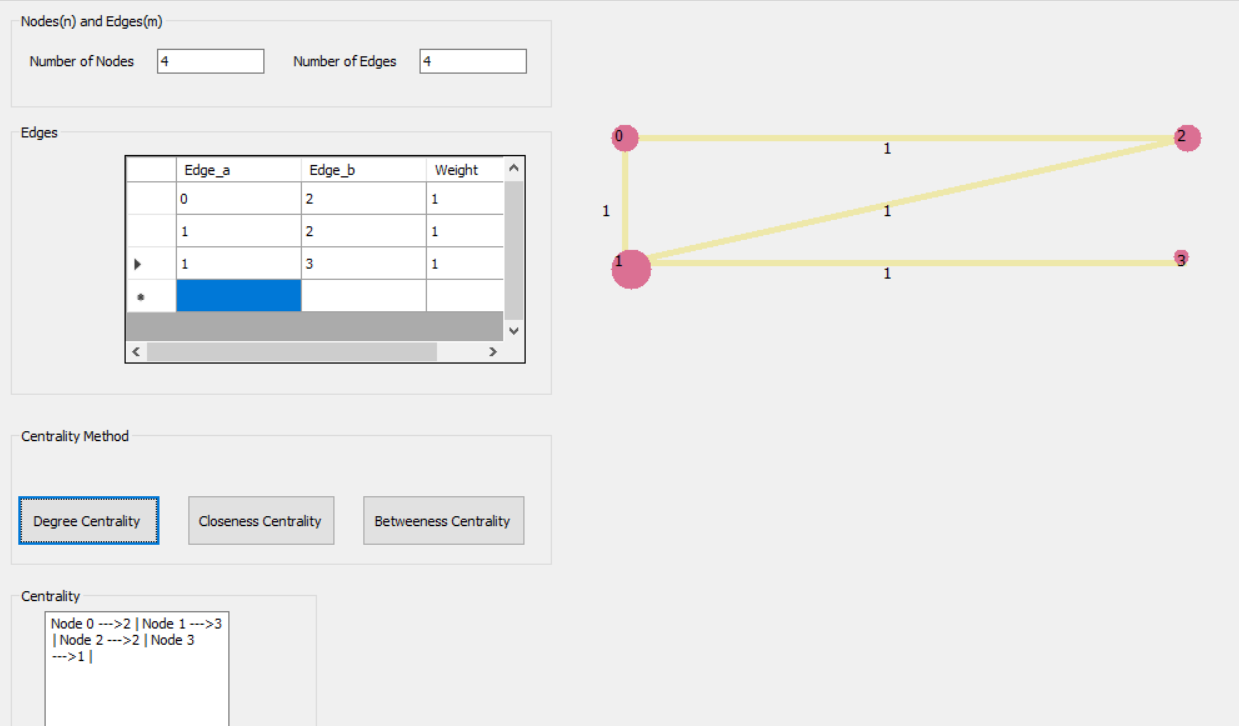 Nodes(n) and Edges(m)
Number of Nodes 4 Number of Edges 4
Edges
Edge_a Edge_b Weight
0 2 1
1 2 1
1 3 1
Centrality Method
Degree Centrality Closeness Centrality Betweeness Centrality
Centrality
Node 0 --->2 | Node 1 --->3
| Node 2 --->2 | Node 3
--->1 |
0 2
1
1 1
1 3
1